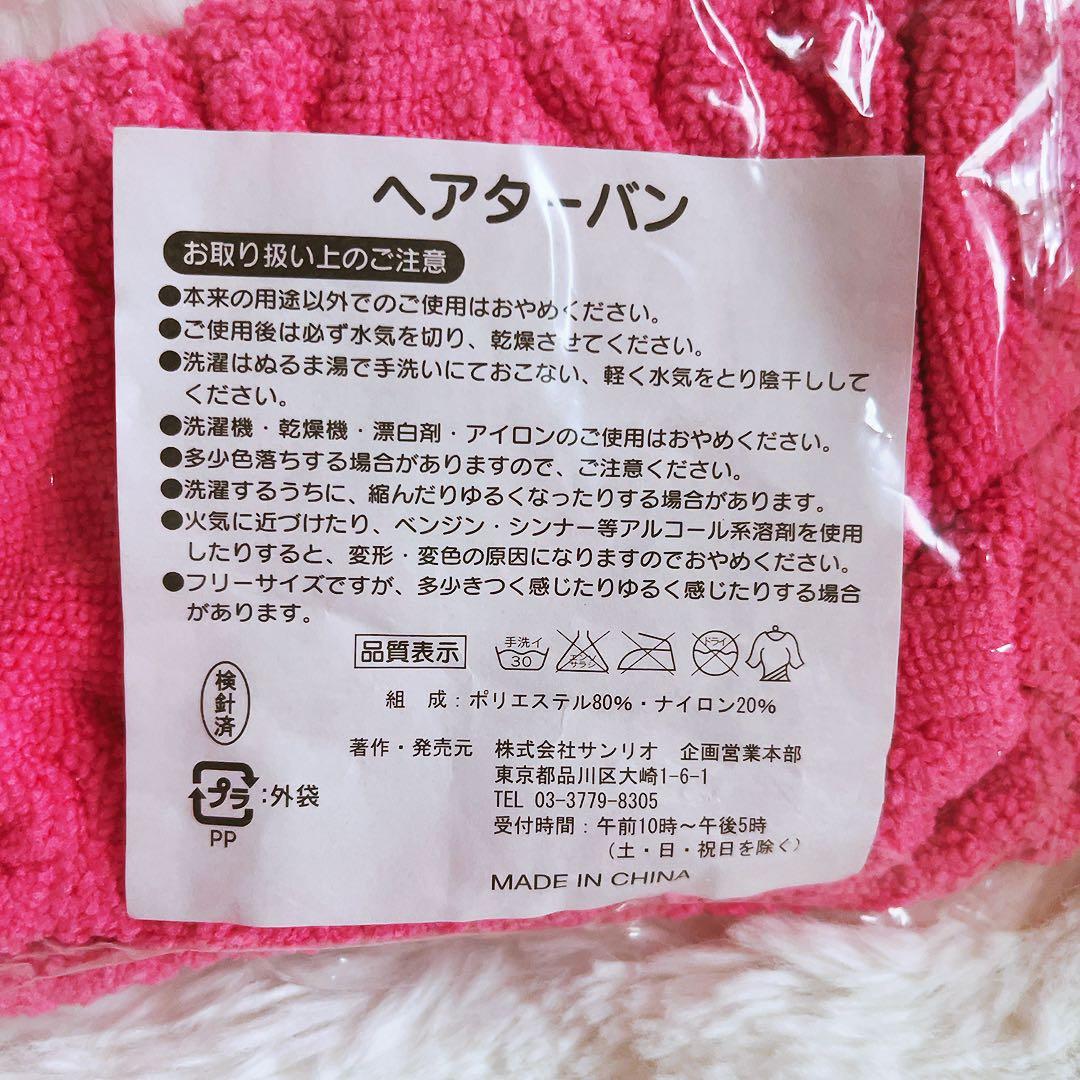 ヘアターバン
お取り扱い上のご注意
●本来の用途以外でのご使用はおやめください。
●ご使用後は必ず水気を切り、乾燥させてください。
●洗濯はぬるま湯で手洗いにておこない、軽く水気をとり陰干しして
ください。
●洗濯機・乾燥機・漂白剤・アイロンのご使用はおやめください。
●多少色落ちする場合がありますので、ご注意ください。
●洗濯するうちに、縮んだりゆるくなったりする場合があります。
●火気に近づけたり、ベンジン・シンナー等アルコール系溶剤を使用
したりすると、変形・変色の原因になりますのでおやめください。
●フリーサイズですが、多少きつく感じたりゆるく感じたりする場合
があります。
品質表示
手洗イ
30
エンソ
サラシ
ドライ
組 成：ポリエステル80%・ナイロン20%
検針済
著作・発売元 株式会社サンリオ 企画営業本部
東京都品川区大崎1-6-1
TEL 03-3779-8305
受付時間：午前10時～午後5時
（土・日・祝日を除く）
プラ：外袋
PP
MADE IN CHINA